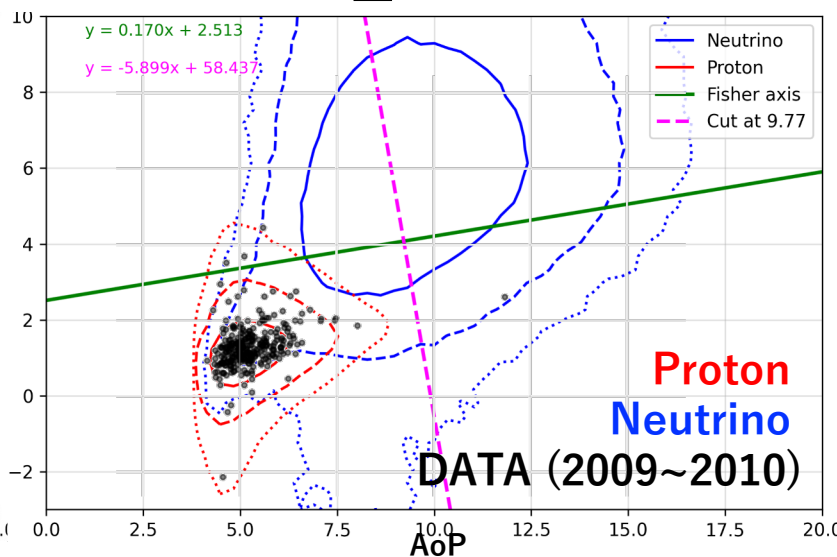 10
y = 0.170x + 2.513
y = -5.899x + 58.437
Neutrino
Proton
Fisher axis
Cut at 9.77
8
6
4
2
0
−2
Proton
Neutrino
DATA (2009~2010)
0.0 2.5 5.0 7.5 10.0 12.5 15.0 17.5 20.0
AoP